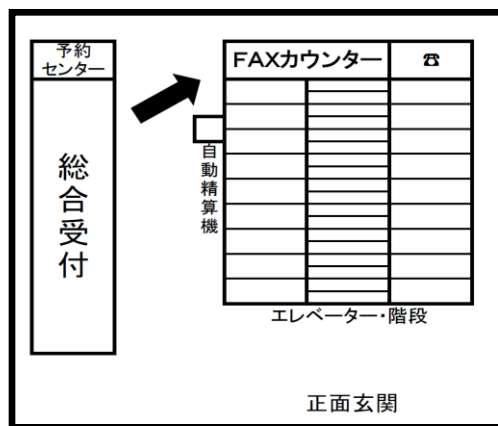 予約
センター
FAXカウンター
☎
総合受付
自動精算機
エレベーター・階段
正面玄関